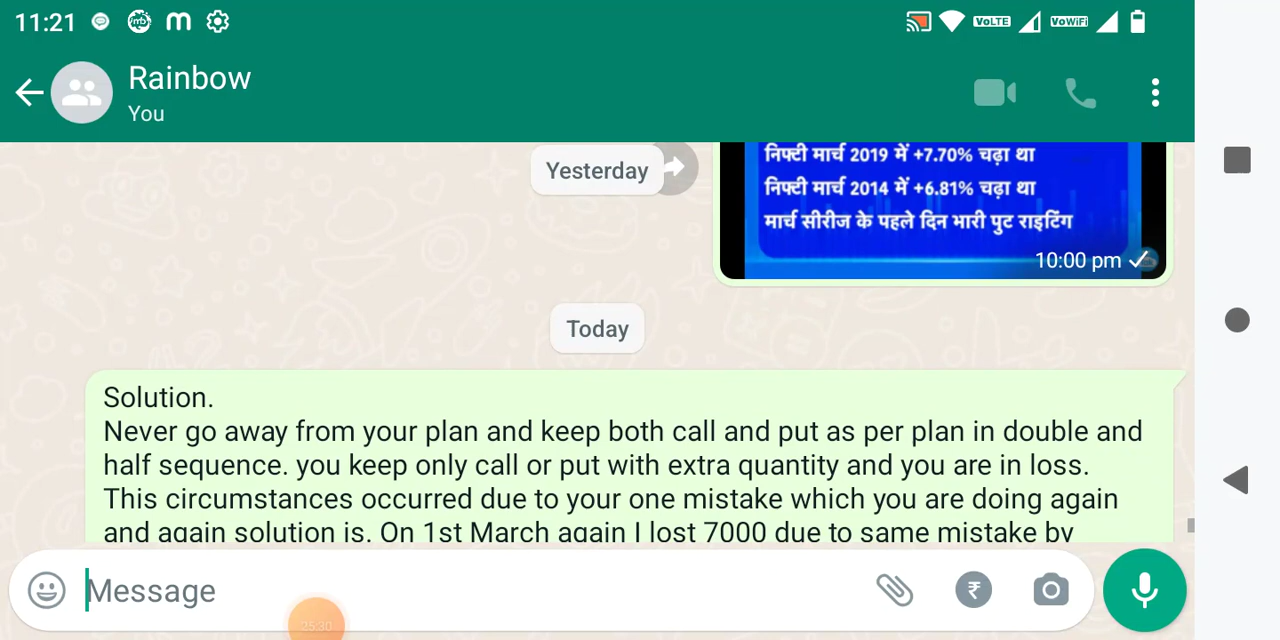 11:21
VoLTE
VoWiFi
Rainbow
You
Yesterday
निफ्टी मार्च 2019 में +7.70% चढ़ा था
निफ्टी मार्च 2014 में +6.81% चढ़ा था
मार्च सीरीज के पहले दिन भारी पुट राइटिंग
10:00 pm
Today
Solution.
Never go away from your plan and keep both call and put as per plan in double and
half sequence. you keep only call or put with extra quantity and you are in loss.
This circumstances occurred due to your one mistake which you are doing again
and again solution is. On 1st March again I lost 7000 due to same mistake by
Message
25:30